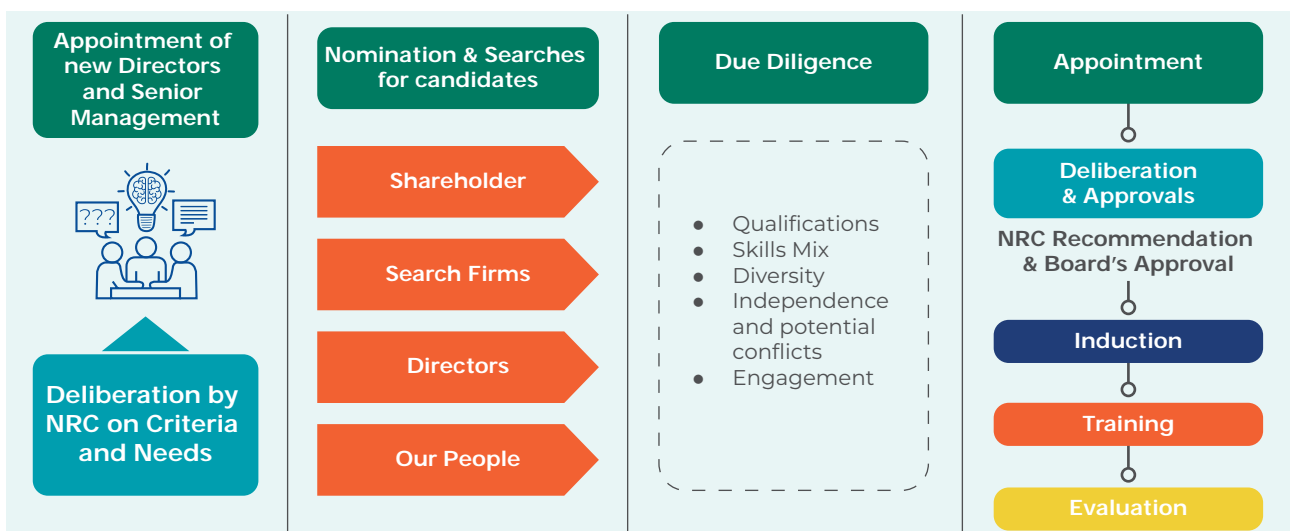 Appointment of
new Directors
and Senior
Management
???
Deliberation by
NRC on Criteria
and Needs
Nomination & Searches
for candidates
Shareholder
Search Firms
Directors
Our People
Due Diligence
● Qualifications
● Skills Mix
● Diversity
● Independence
and potential
conflicts
● Engagement
Appointment
Deliberation
& Approvals
NRC Recommendation
& Board's Approval
Induction
Training
Evaluation